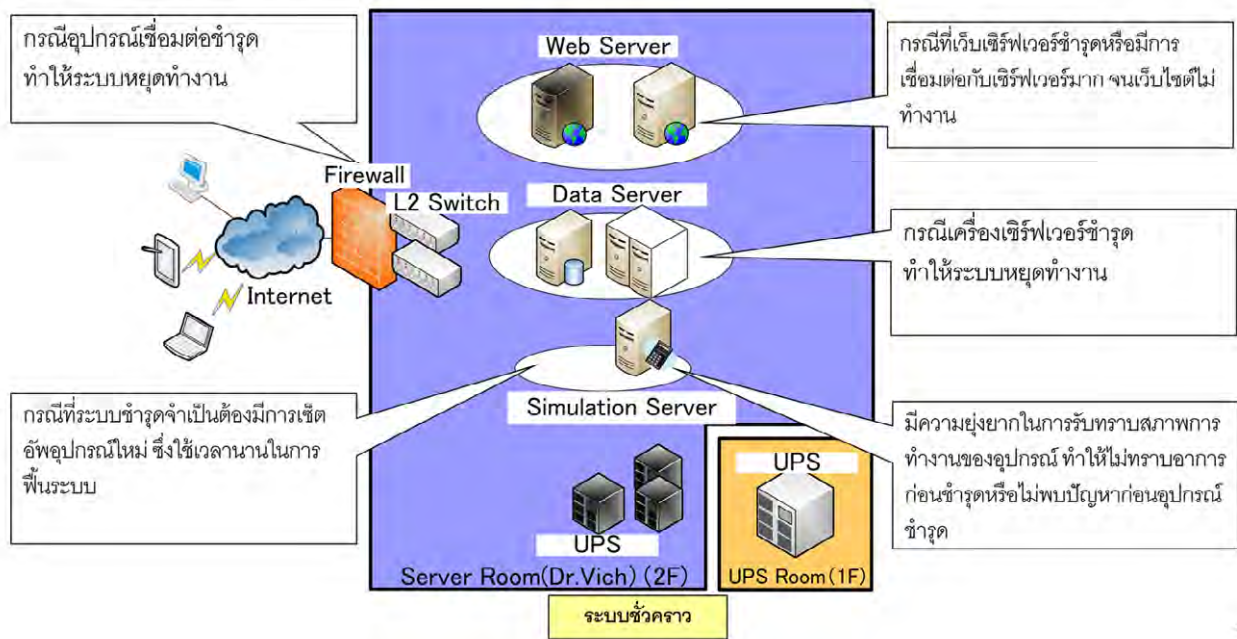 กรณีอุปกรณ์เชื่อมต่อชำรุด
ทำให้ระบบหยุดทำงาน
Web Server
กรณีที่เว็บเซิร์ฟเวอร์ชำรุดหรือมีการ
เชื่อมต่อกับเซิร์ฟเวอร์มาก จนเว็บไซต์ไม่
ทำงาน
Firewall
L2 Switch
Data Server
Internet
กรณีเครื่องเซิร์ฟเวอร์ชำรุด
ทำให้ระบบหยุดทำงาน
กรณีที่ระบบชำรุดจำเป็นต้องมีการเซ็ต
อัพอุปกรณ์ใหม่ ซึ่งใช้เวลานานในการ
ฟื้นระบบ
Simulation Server
มีความยุ่งยากในการรับทราบสภาพการ
ทำงานของอุปกรณ์ ทำให้ไม่ทราบอาการ
ก่อนชำรุดหรือไม่พบปัญหาก่อนอุปกรณ์
ชำรุด
UPS
UPS
Server Room(Dr.Vich) (2F)
UPS Room(1F)
ระบบชั่วคราว